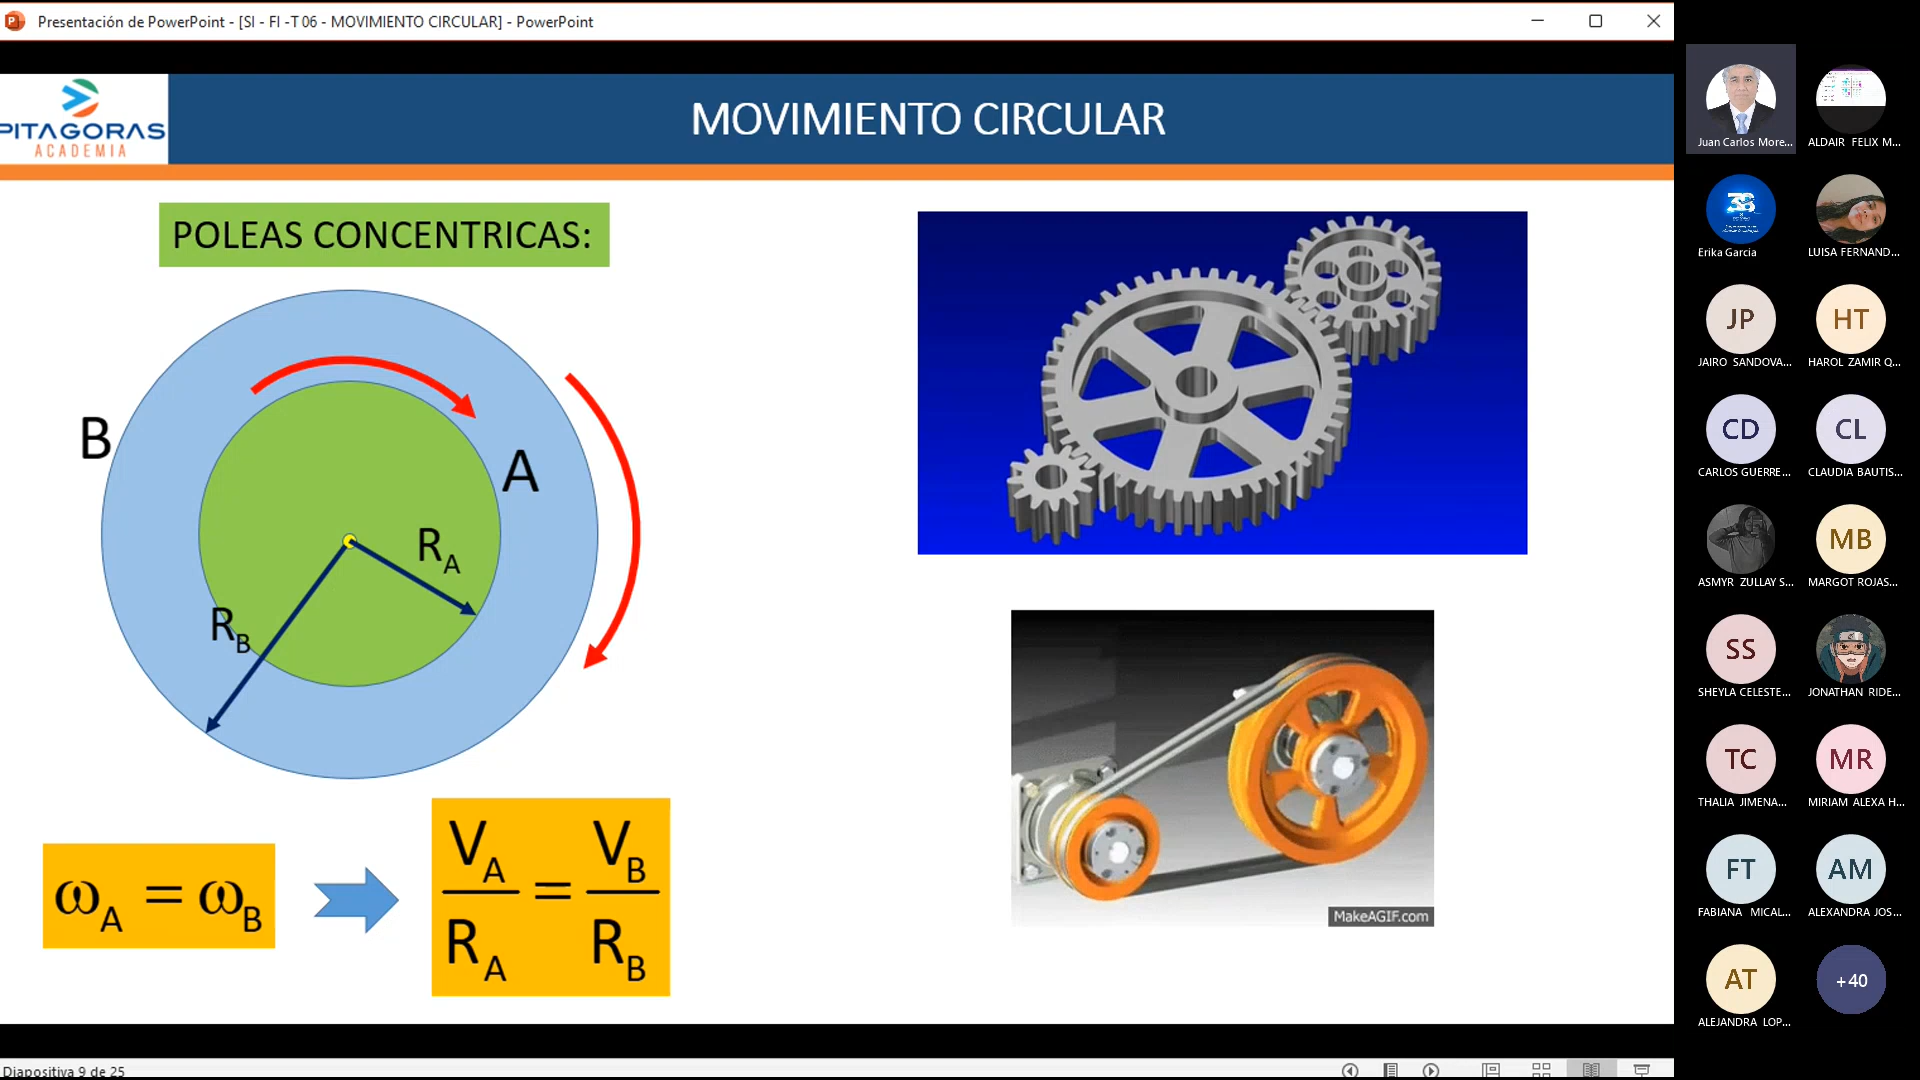 Presentación de PowerPoint - [SI - FI -T 06 - MOVIMIENTO CIRCULAR] - PowerPoint
PITAGORAS
ACADEMIA
MOVIMIENTO CIRCULAR
POLEAS CONCENTRICAS:
B
A
R_A
R_B
ω_A = ω_B
V_A / R_A = V_B / R_B
MakeAGIF.com
Diapositiva 9 de 25
Juan Carlos More...
ALDAIR FELIX M...
38
Erika Garcia
LUISA FERNAND...
JP
JAIRO SANDOVA...
HT
HAROL ZAMIR Q...
CD
CARLOS GUERRE...
CL
CLAUDIA BAUTIS...
ASMYR ZULLAY S...
MB
MARGOT ROJAS...
SS
SHEYLA CELESTE...
JONATHAN RIDE...
TC
THALIA JIMENA...
MR
MIRIAM ALEXA H...
FT
FABIANA MICAL...
AM
ALEXANDRA JOS...
AT
ALEJANDRA LOP...
+40